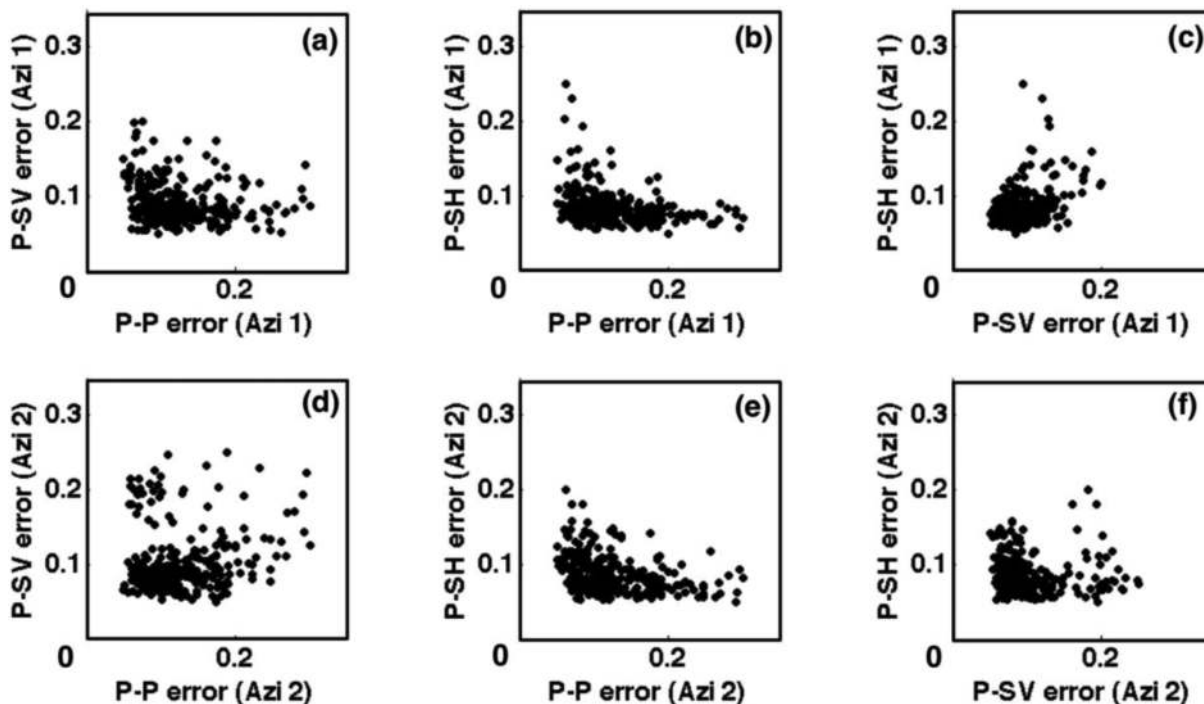 (a)
P-SV error (Azi 1)
0.3
0.2
0.1
0
0.2
P-P error (Azi 1)
(b)
P-SH error (Azi 1)
0.3
0.2
0.1
0
0.2
P-P error (Azi 1)
(c)
P-SH error (Azi 1)
0.3
0.2
0.1
0
0.2
P-SV error (Azi 1)
(d)
P-SV error (Azi 2)
0.3
0.2
0.1
0
0.2
P-P error (Azi 2)
(e)
P-SH error (Azi 2)
0.3
0.2
0.1
0
0.2
P-P error (Azi 2)
(f)
P-SH error (Azi 2)
0.3
0.2
0.1
0
0.2
P-SV error (Azi 2)